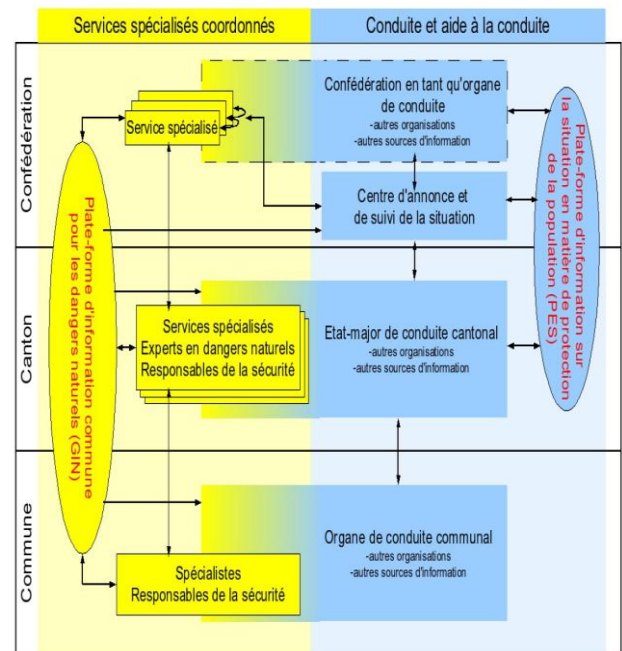 Services spécialisés coordonnés
Conduite et aide à la conduite
Confédération
Service spécialisé
Confédération en tant qu'organe
de conduite
-autres organisations
-autres sources d'information
Centre d'annonce et
de suivi de la situation
Plate-forme d'information commune
pour les dangers naturels (GIN)
Plate-forme d'information sur
la situation en matière de protection
de la population (PES)
Canton
Services spécialisés
Experts en dangers naturels
Responsables de la sécurité
Etat-major de conduite cantonal
-autres organisations
-autres sources d'information
Commune
Organe de conduite communal
-autres organisations
-autres sources d'information
Spécialistes
Responsables de la sécurité